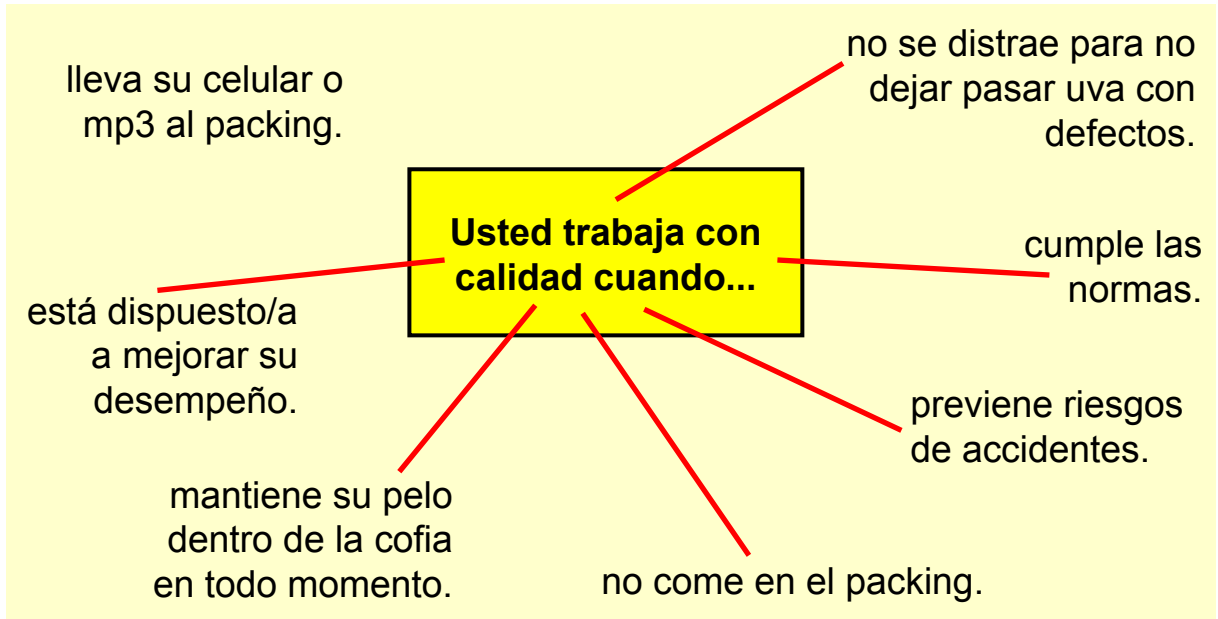 lleva su celular o
mp3 al packing.
no se distrae para no
dejar pasar uva con
defectos.
Usted trabaja con
calidad cuando...
cumple las
normas.
está dispuesto/a
a mejorar su
desempeño.
previene riesgos
de accidentes.
mantiene su pelo
dentro de la cofia
en todo momento.
no come en el packing.